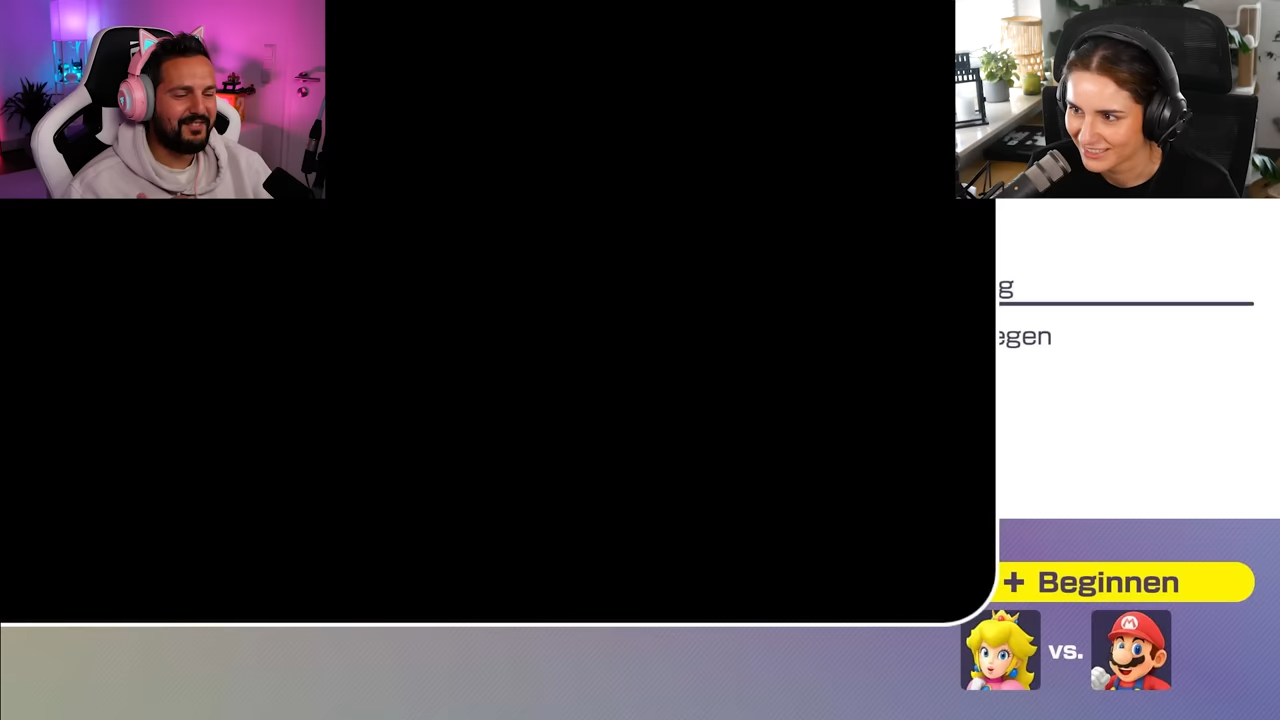 g
egen
+ Beginnen
vs.
M